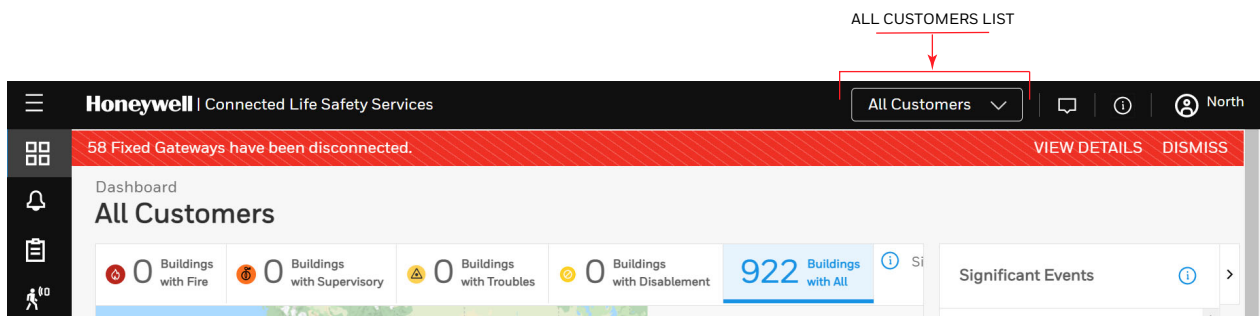 ALL CUSTOMERS LIST
Honeywell | Connected Life Safety Services
All Customers
North
58 Fixed Gateways have been disconnected.
VIEW DETAILS
DISMISS
Dashboard
All Customers
0 Buildings
with Fire
0 Buildings
with Supervisory
0 Buildings
with Troubles
0 Buildings
with Disablement
922 Buildings
with All
Si
Significant Events